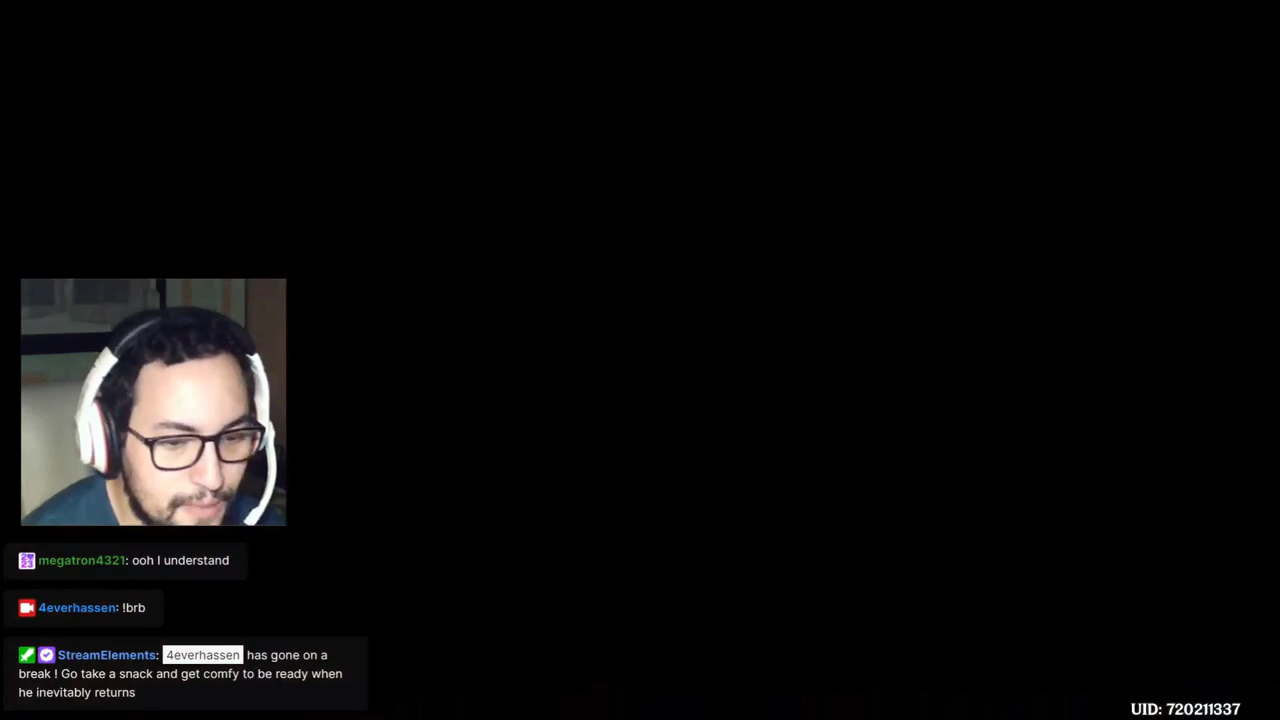 megatron4321: ooh I understand
4everhassen: !brb
StreamElements: 4everhassen has gone on a
break ! Go take a snack and get comfy to be ready when
he inevitably returns
UID: 720211337